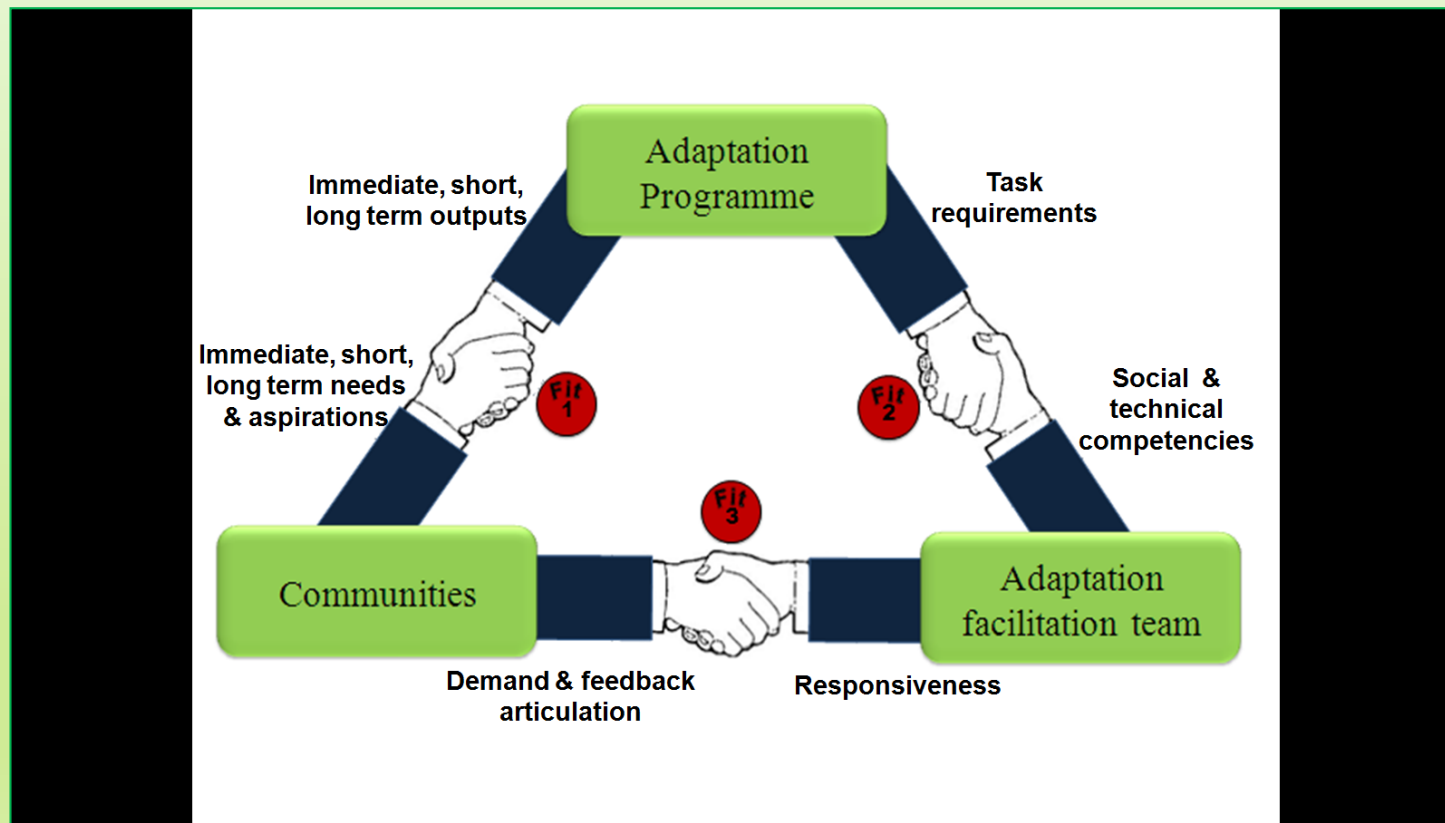 Adaptation
Programme
Immediate, short,
long term outputs
Task
requirements
Immediate, short,
long term needs
& aspirations
Fit
1
Fit
2
Social &
technical
competencies
Fit
3
Communities
Adaptation
facilitation team
Demand & feedback
articulation
Responsiveness